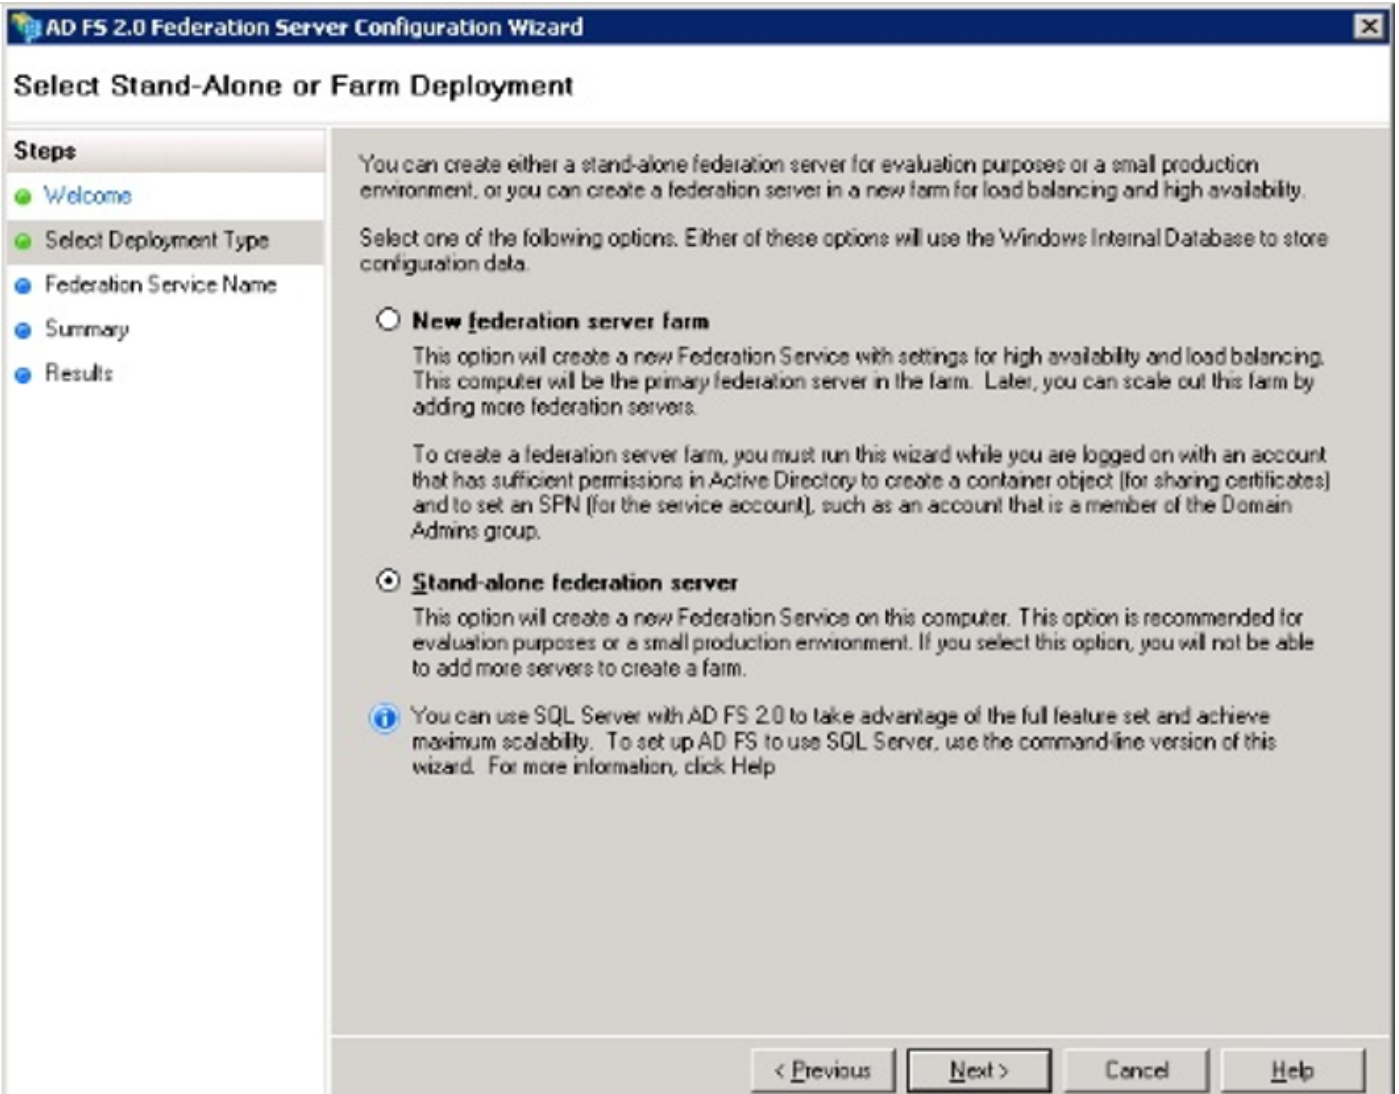 AD FS 2.0 Federation Server Configuration Wizard
Select Stand-Alone or Farm Deployment
Steps
Welcome
Select Deployment Type
Federation Service Name
Summary
Results
You can create either a stand-alone federation server for evaluation purposes or a small production
environment, or you can create a federation server in a new farm for load balancing and high availability.
Select one of the following options. Either of these options will use the Windows Internal Database to store
configuration data.
New federation server farm
This option will create a new Federation Service with settings for high availability and load balancing.
This computer will be the primary federation server in the farm. Later, you can scale out this farm by
adding more federation servers.
To create a federation server farm, you must run this wizard while you are logged on with an account
that has sufficient permissions in Active Directory to create a container object (for sharing certificates)
and to set an SPN (for the service account), such as an account that is a member of the Domain
Admins group.
Stand-alone federation server
This option will create a new Federation Service on this computer. This option is recommended for
evaluation purposes or a small production environment. If you select this option, you will not be able
to add more servers to create a farm.
You can use SQL Server with AD FS 2.0 to take advantage of the full feature set and achieve
maximum scalability. To set up AD FS to use SQL Server, use the command-line version of this
wizard. For more information, click Help
< Previous
Next >
Cancel
Help